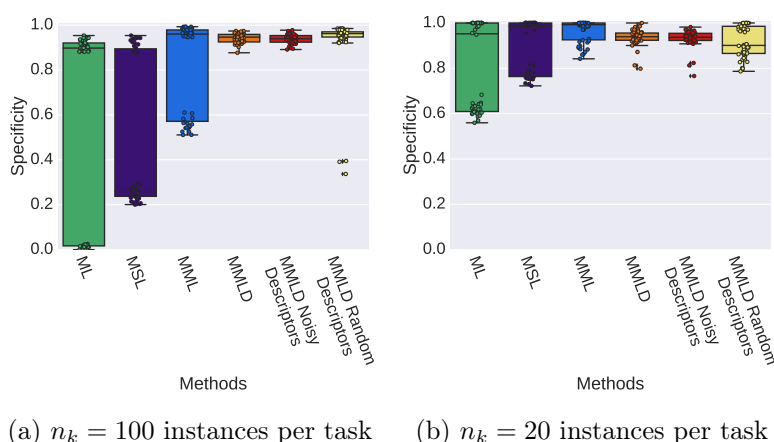 1.0
0.8
0.6
0.4
0.2
0.0
Specificity
ML
MSL
MML
MMLD
MMLD Noisy
Descriptors
MMLD Random
Descriptors
Methods
(a) n_k = 100 instances per task
1.0
0.8
0.6
0.4
0.2
0.0
Specificity
ML
MSL
MML
MMLD
MMLD Noisy
Descriptors
MMLD Random
Descriptors
Methods
(b) n_k = 20 instances per task